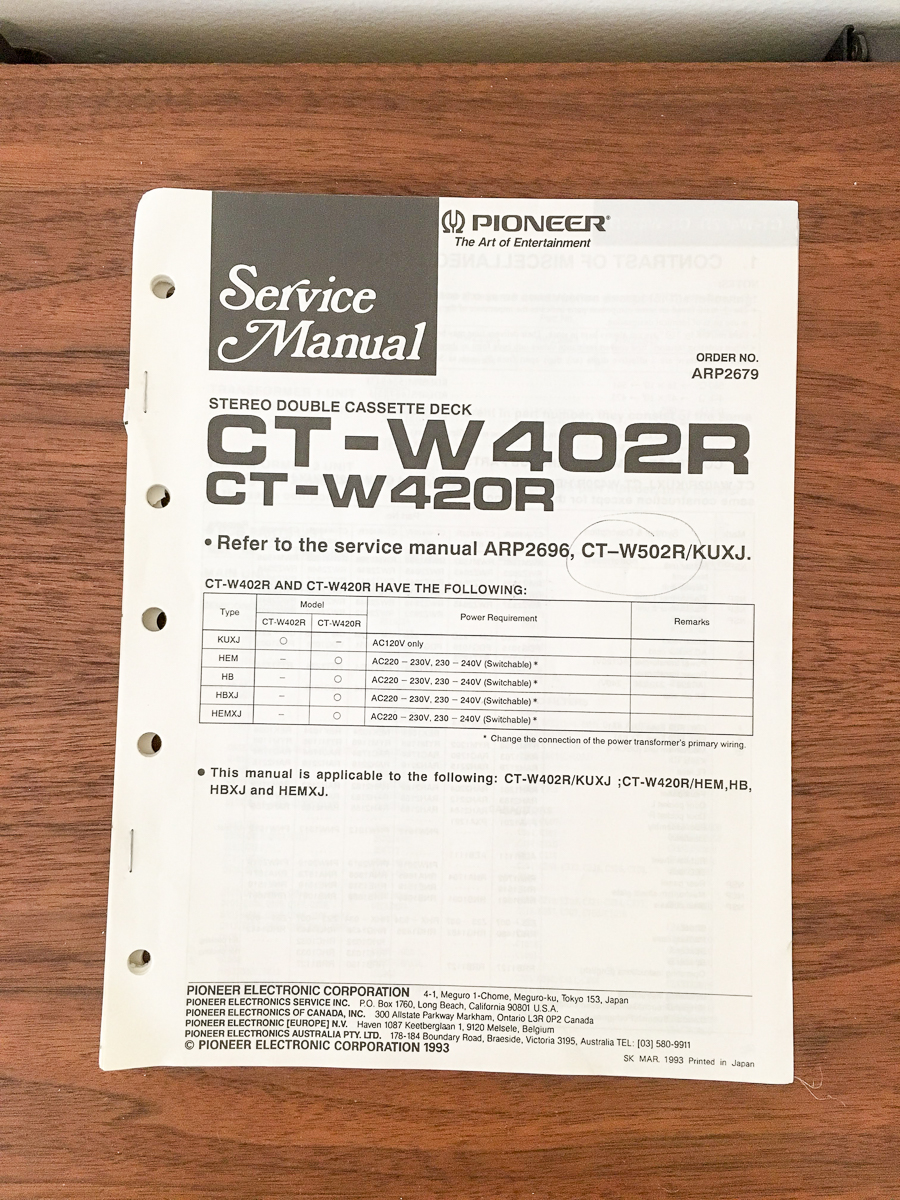 Service
Manual
PIONEER®
The Art of Entertainment
ORDER NO.
ARP2679
STEREO DOUBLE CASSETTE DECK
CT-W402R
CT-W420R
• Refer to the service manual ARP2696, CT–W502R/KUXJ.
CT-W402R AND CT-W420R HAVE THE FOLLOWING:
Type Model Power Requirement Remarks
CT-W402R CT-W420R
KUXJ ○ – AC120V only
HEM – ○ AC220 – 230V, 230 – 240V (Switchable) *
HB – ○ AC220 – 230V, 230 – 240V (Switchable) *
HBXJ – ○ AC220 – 230V, 230 – 240V (Switchable) *
HEMXJ – ○ AC220 – 230V, 230 – 240V (Switchable) *
* Change the connection of the power transformer's primary wiring.
● This manual is applicable to the following: CT-W402R/KUXJ ;CT-W420R/HEM,HB,
HBXJ and HEMXJ.
PIONEER ELECTRONIC CORPORATION 4-1, Meguro 1-Chome, Meguro-ku, Tokyo 153, Japan
PIONEER ELECTRONICS SERVICE INC. P.O. Box 1760, Long Beach, California 90801 U.S.A.
PIONEER ELECTRONICS OF CANADA, INC. 300 Allstate Parkway Markham, Ontario L3R 0P2 Canada
PIONEER ELECTRONIC [EUROPE] N.V. Haven 1087 Keetberglaan 1, 9120 Melsele, Belgium
PIONEER ELECTRONICS AUSTRALIA PTY. LTD. 178-184 Boundary Road, Braeside, Victoria 3195, Australia TEL: [03] 580-9911
© PIONEER ELECTRONIC CORPORATION 1993
SK MAR. 1993 Printed in Japan